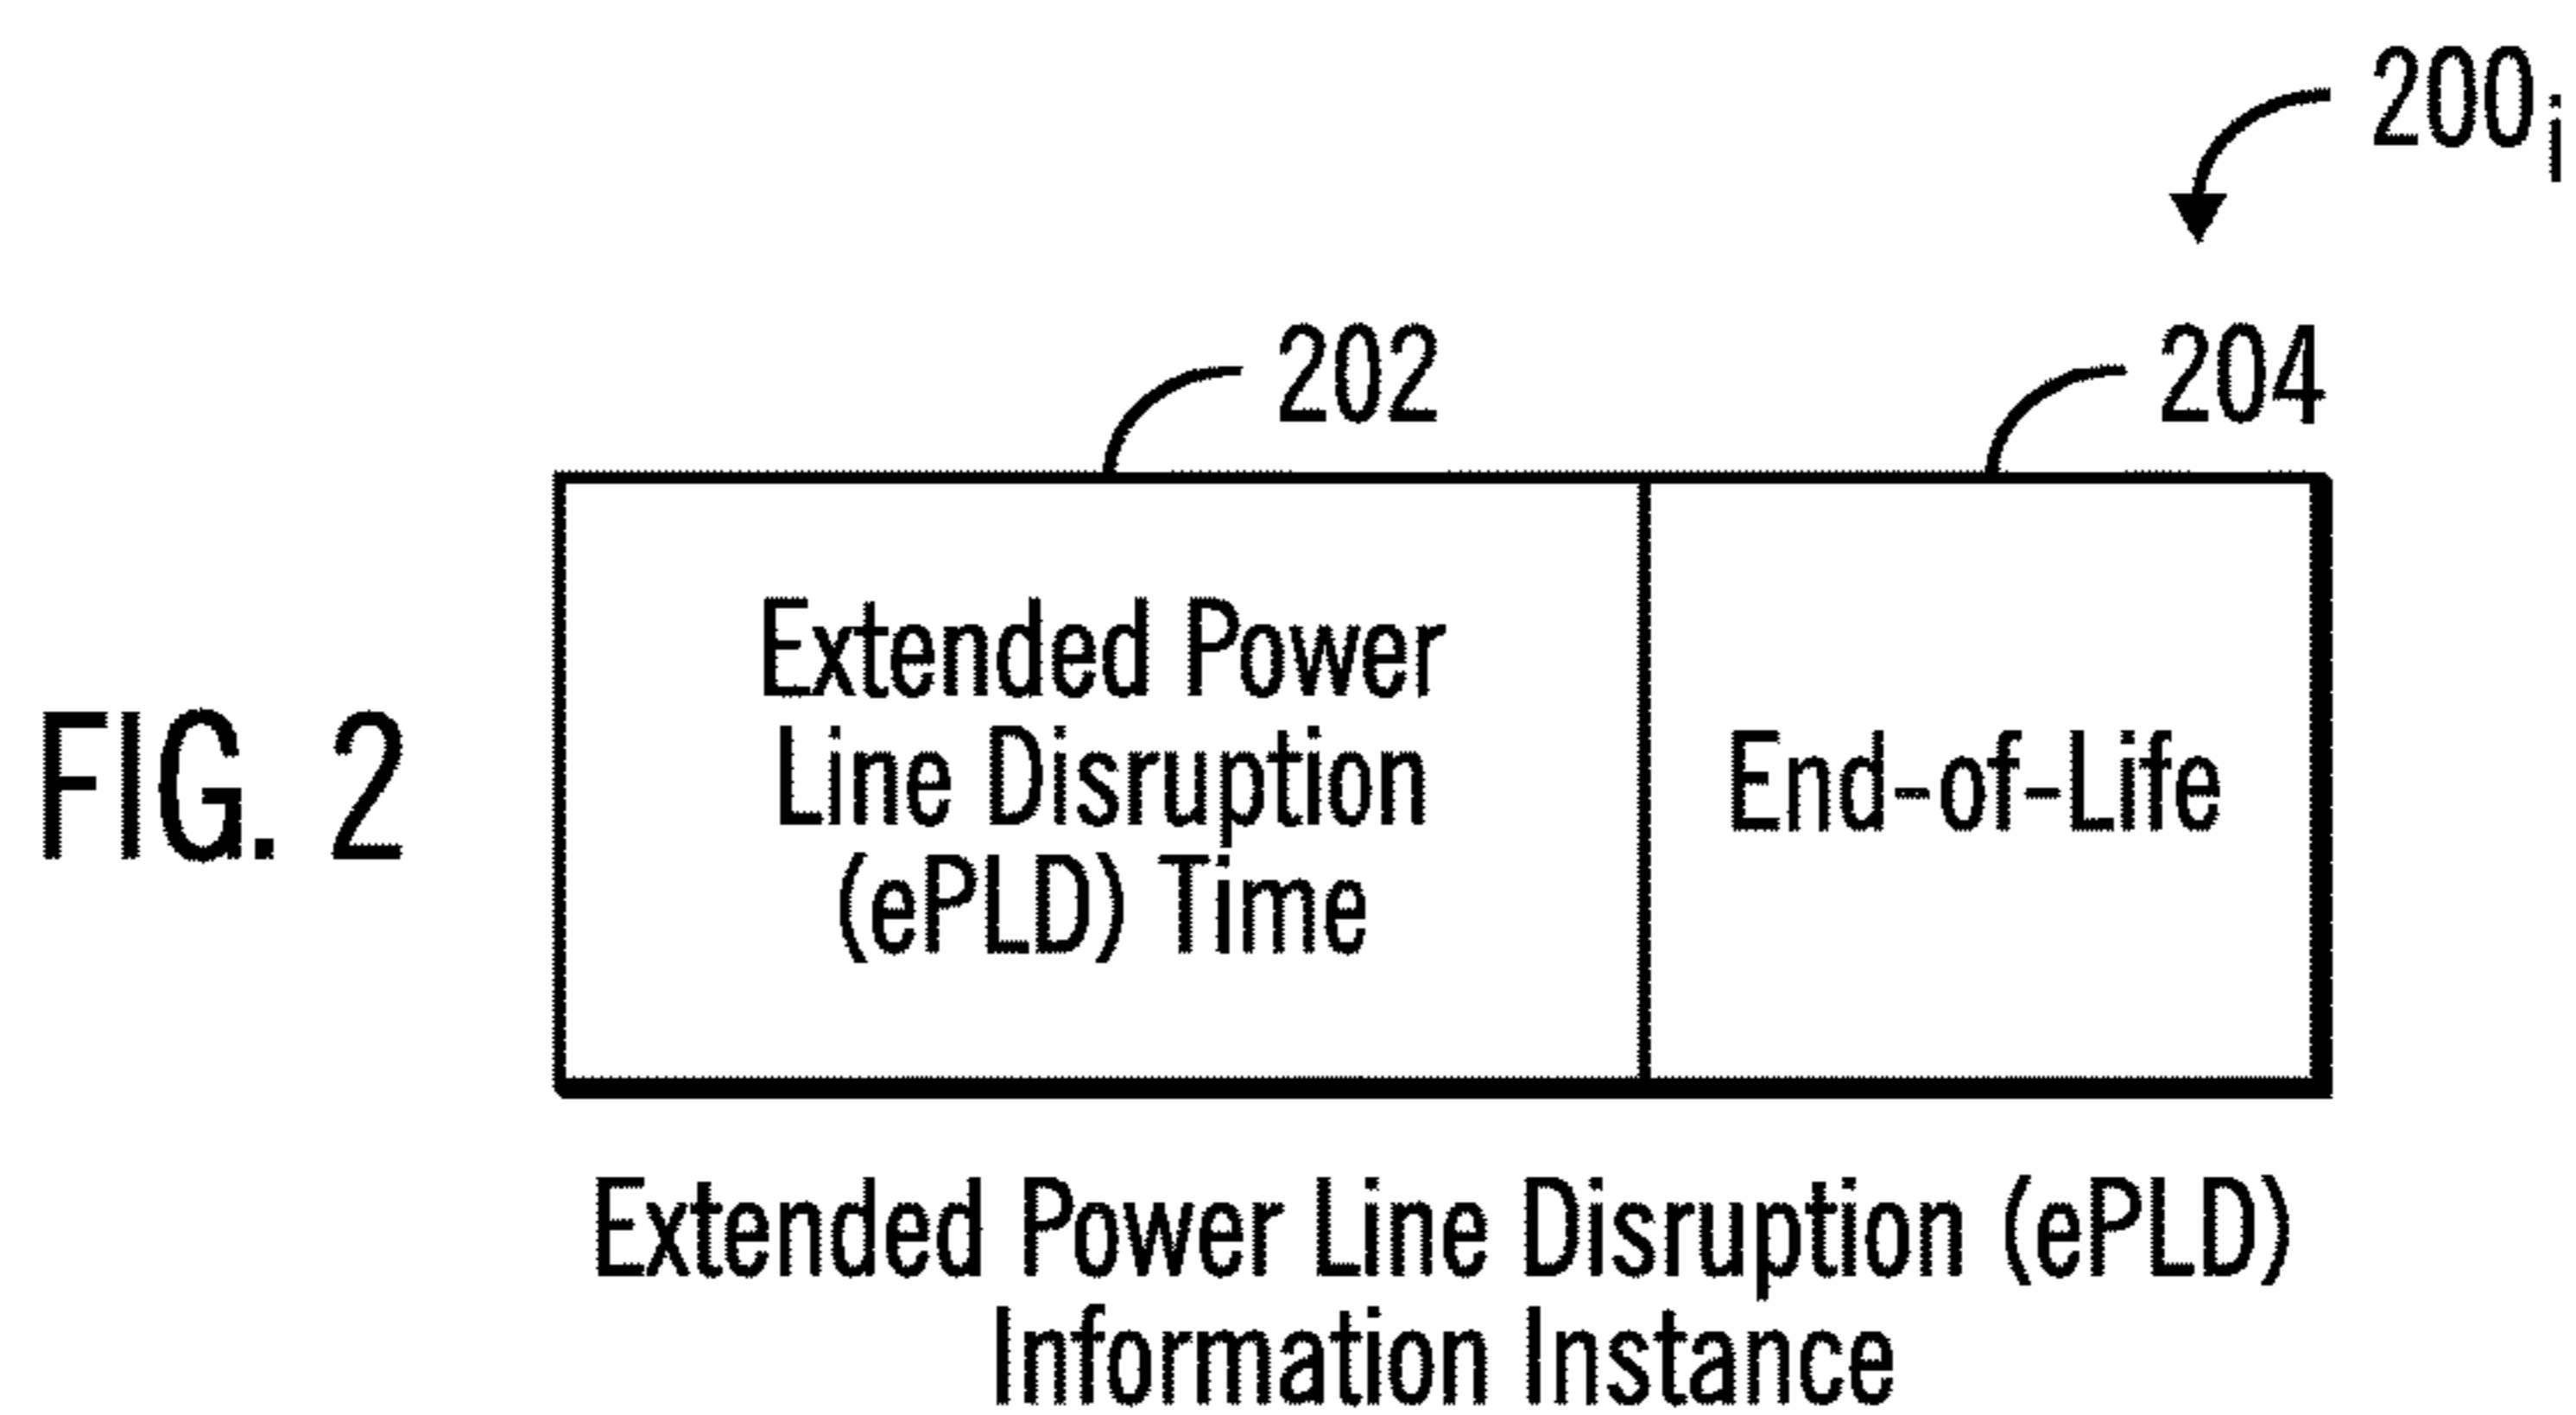 200i
202
204
Extended Power
Line Disruption
(ePLD) Time
End-of-Life
FIG. 2
Extended Power Line Disruption (ePLD)
Information Instance